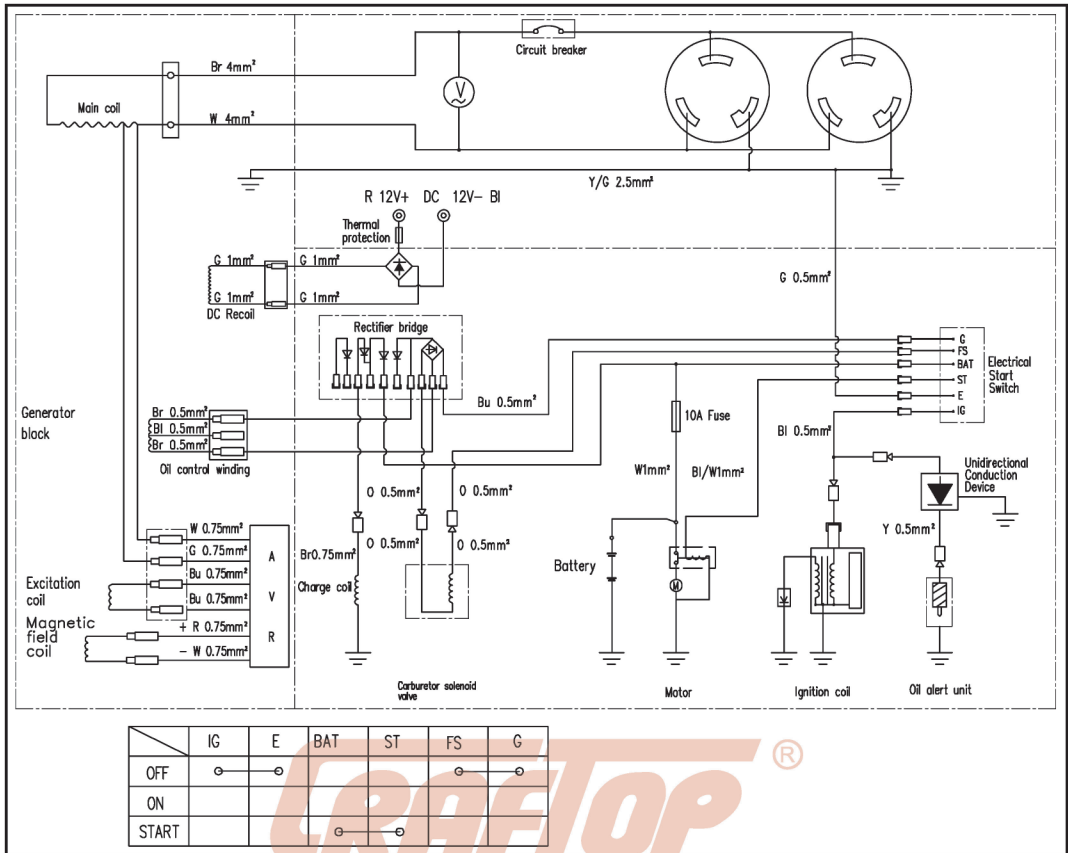 Circuit breaker
Br 4mm²
Main coil
V
W 4mm²
Y/G 2.5mm²
R 12V+ DC 12V- Bl
Thermal
protection
G 1mm²
G 1mm²
G 0.5mm²
G 1mm²
G 1mm²
DC Recoil
Rectifier bridge
G
FS
BAT
ST
E
IG
Electrical
Start
Switch
Bu 0.5mm²
10A Fuse
Generator
block
Br 0.5mm²
Bl 0.5mm²
Br 0.5mm²
Oil control winding
Bl 0.5mm²
Unidirectional
Conduction
Device
W1mm²
Bl/W1mm²
O 0.5mm²
O 0.5mm²
Y 0.5mm²
W 0.75mm²
G 0.75mm²
Bu 0.75mm²
Bu 0.75mm²
+ R 0.75mm²
- W 0.75mm²
A
V
R
Br0.75mm²
O 0.5mm²
O 0.5mm²
Charge coil
Battery
M
Excitation
coil
Magnetic
field
coil
Carburetor solenoid
valve
Motor
Ignition coil
Oil alert unit
IG E BAT ST FS G
OFF
ON
START
CRAFTOP ®